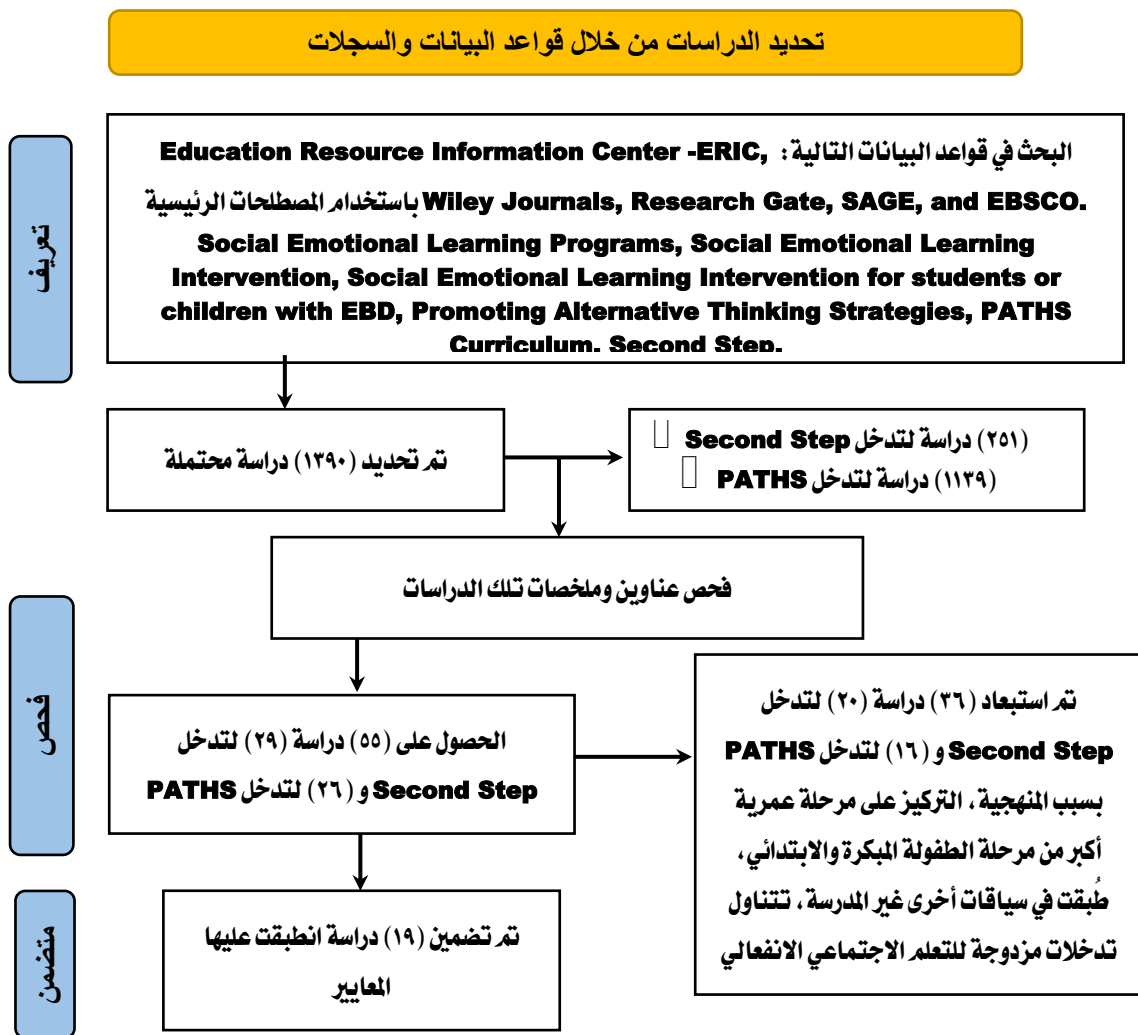 تحديد الدراسات من خلال قواعد البيانات والسجلات
تعريف
البحث في قواعد البيانات التالية: Education Resource Information Center -ERIC,
Wiley Journals, Research Gate, SAGE, and EBSCO. باستخدام المصطلحات الرئيسية
Social Emotional Learning Programs, Social Emotional Learning
Intervention, Social Emotional Learning Intervention for students or
children with EBD, Promoting Alternative Thinking Strategies, PATHS
Curriculum, Second Step.
تم تحديد (١٣٩٠) دراسة محتملة
(٢٥١) دراسة لتدخل Second Step
(١١٣٩) دراسة لتدخل PATHS
فحص عناوين وملخصات تلك الدراسات
فحص
الحصول على (٥٥) دراسة (٢٩) لتدخل
Second Step و (٢٦) لتدخل PATHS
تم استبعاد (٣٦) دراسة (٢٠) لتدخل
Second Step و (١٦) لتدخل PATHS
بسبب المنهجية، التركيز على مرحلة عمرية
أكبر من مرحلة الطفولة المبكرة والابتدائي،
طُبقت في سياقات أخرى غير المدرسة، تتناول
تدخلات مزدوجة للتعلم الاجتماعي الانفعالي
متضمن
تم تضمين (١٩) دراسة انطبقت عليها
المعايير